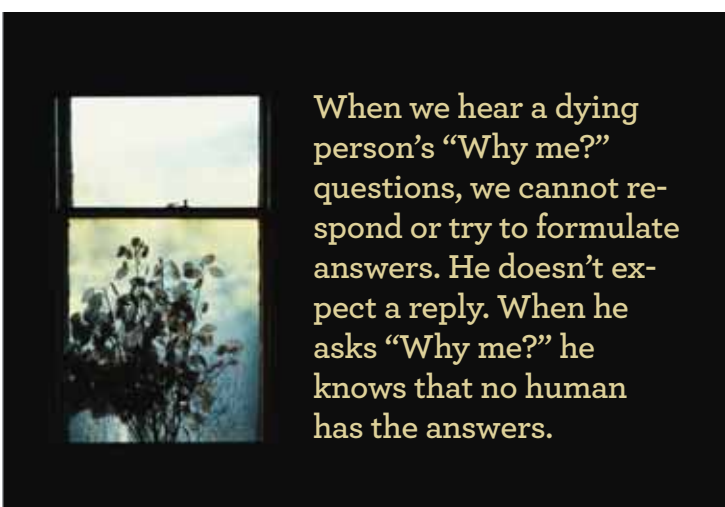 When we hear a dying
person’s “Why me?”
questions, we cannot re-
spond or try to formulate
answers. He doesn’t ex-
pect a reply. When he
asks “Why me?” he
knows that no human
has the answers.